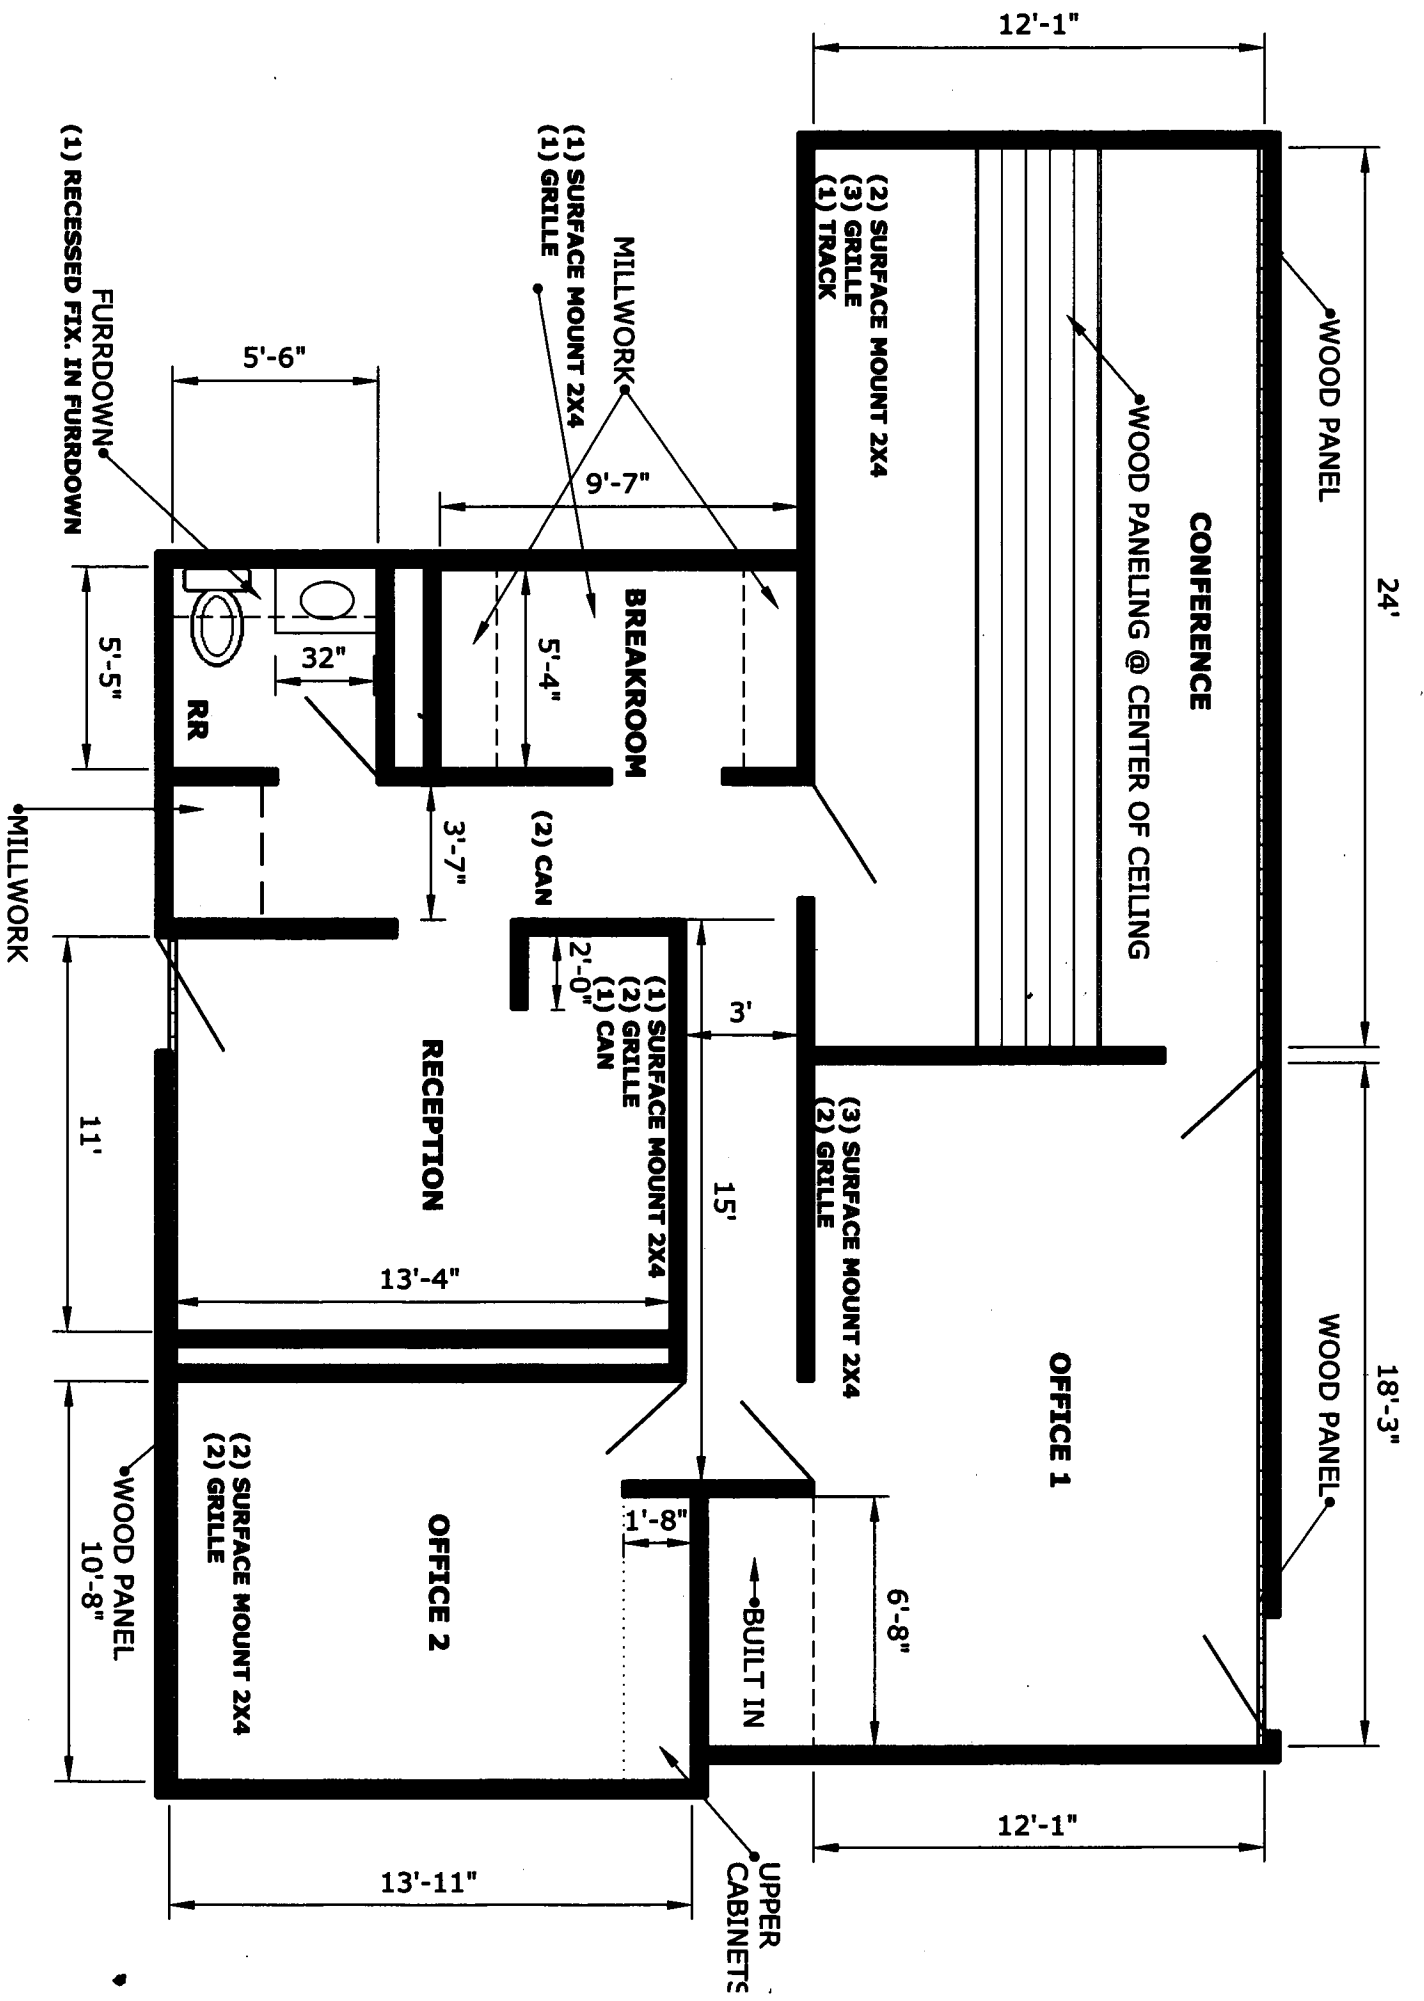 12'-1"
24'
WOOD PANEL
WOOD PANELING @ CENTER OF CEILING
CONFERENCE
(2) SURFACE MOUNT 2X4
(3) GRILLE
(1) TRACK
(1) SURFACE MOUNT 2X4
(1) GRILLE
MILLWORK
9'-7"
5'-6"
FURRDOWN
(1) RECESSED FIX. IN FURRDOWN
BREAKROOM
5'-4"
32"
RR
5'-5"
MILLWORK
3'-7"
(2) CAN
2'-0"
(1) SURFACE MOUNT 2X4
(2) GRILLE
(1) CAN
RECEPTION
3'
15'
11'
13'-4"
(3) SURFACE MOUNT 2X4
(2) GRILLE
OFFICE 1
18'-3"
WOOD PANEL
6'-8"
BUILT IN
1'-8"
OFFICE 2
(2) SURFACE MOUNT 2X4
(2) GRILLE
WOOD PANEL
10'-8"
12'-1"
13'-11"
UPPER
CABINETS